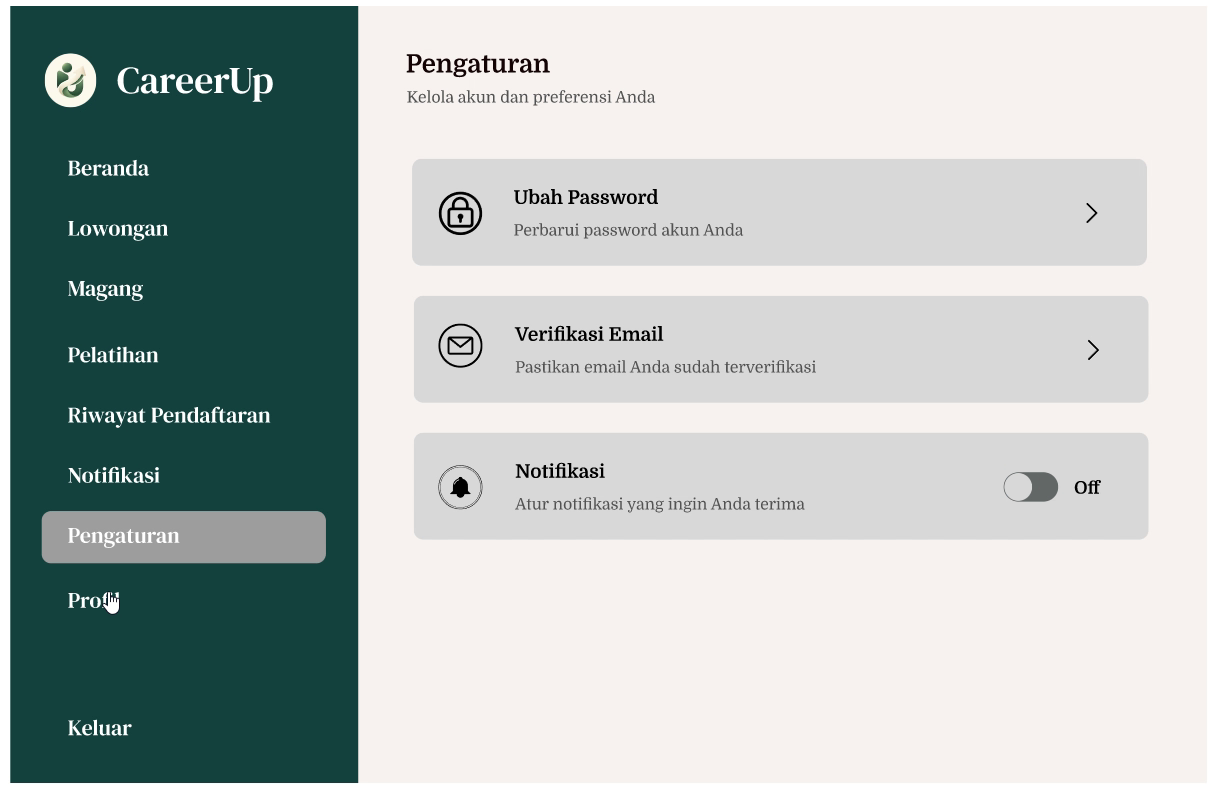 CareerUp
Beranda
Lowongan
Magang
Pelatihan
Riwayat Pendaftaran
Notifikasi
Pengaturan
Keluar
Pengaturan
Kelola akun dan preferensi Anda
Ubah Password
Perbarui password akun Anda
Verifikasi Email
Pastikan email Anda sudah terverifikasi
Notifikasi
Atur notifikasi yang ingin Anda terima
Off